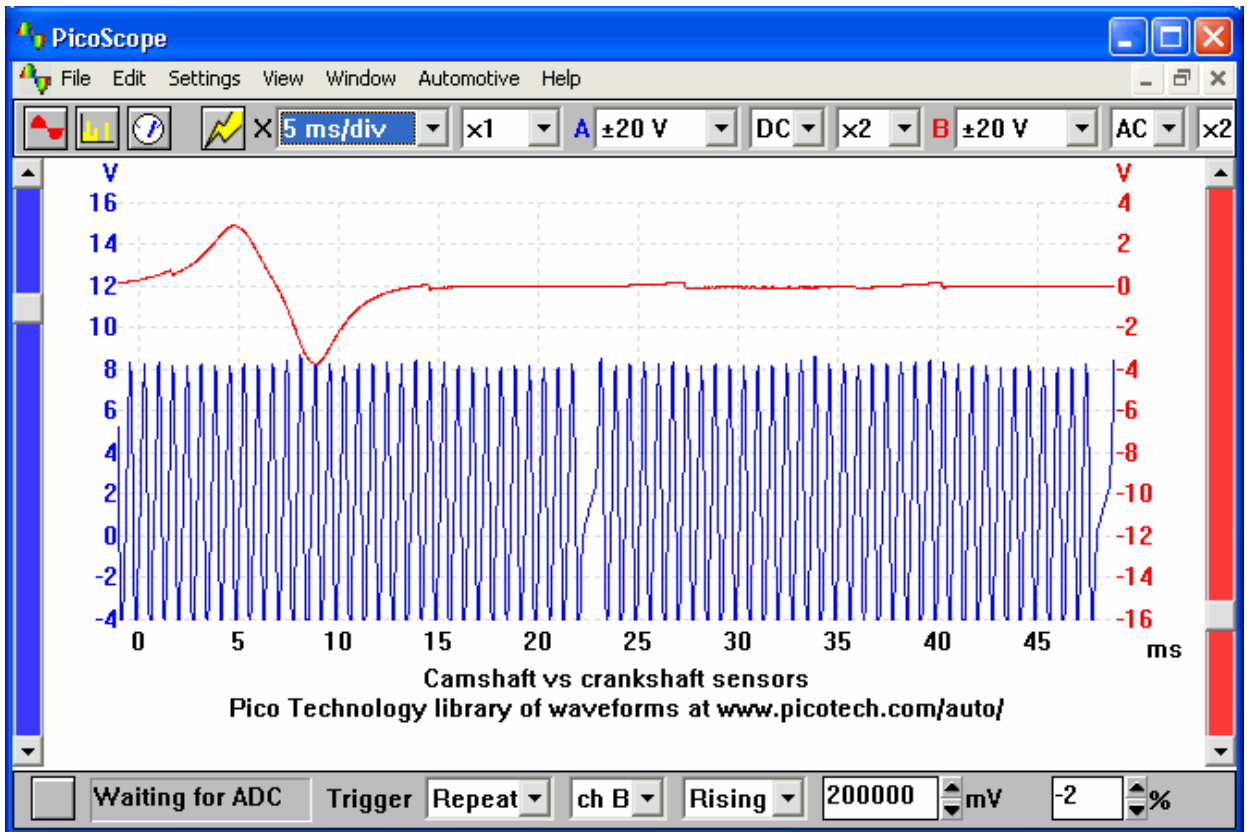 PicoScope
File Edit Settings View Window Automotive Help
X 5 ms/div x1 A ±20 V DC x2 B ±20 V AC x2
V V
16 4
14 2
12 0
10 -2
8 -4
6 -6
4 -8
2 -10
0 -12
-2 -14
-4 -16
0 5 10 15 20 25 30 35 40 45 ms
Camshaft vs crankshaft sensors
Pico Technology library of waveforms at www.picotech.com/auto/
Waiting for ADC Trigger Repeat ch B Rising 200000 mV -2 %